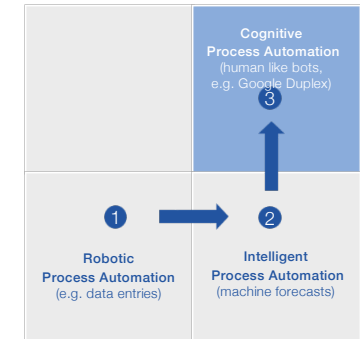 Cognitive
Process Automation
(human like bots,
e.g. Google Duplex)
3
1
2
Robotic
Process Automation
(e.g. data entries)
Intelligent
Process Automation
(machine forecasts)